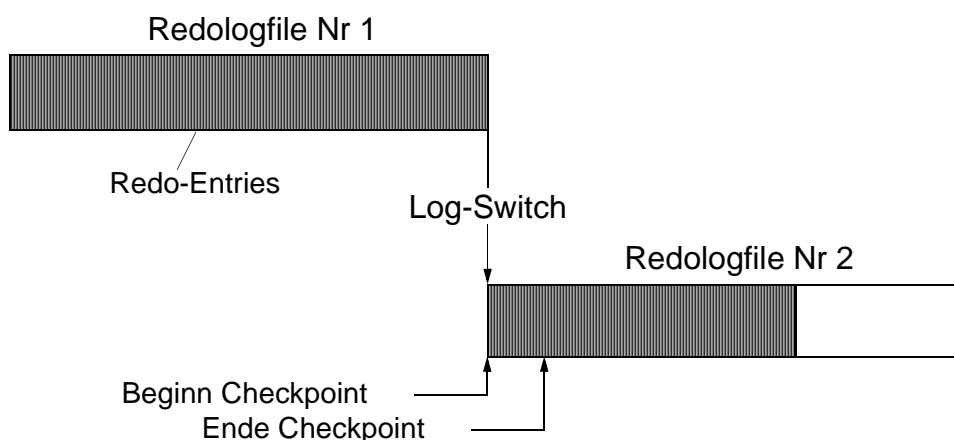 Redologfile Nr 1
Redo-Entries
Log-Switch
Redologfile Nr 2
Beginn Checkpoint
Ende Checkpoint